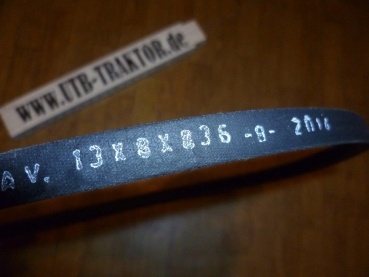 www.UTB-TRAKTOR.de
AV. 13X8X836 -9- 2016